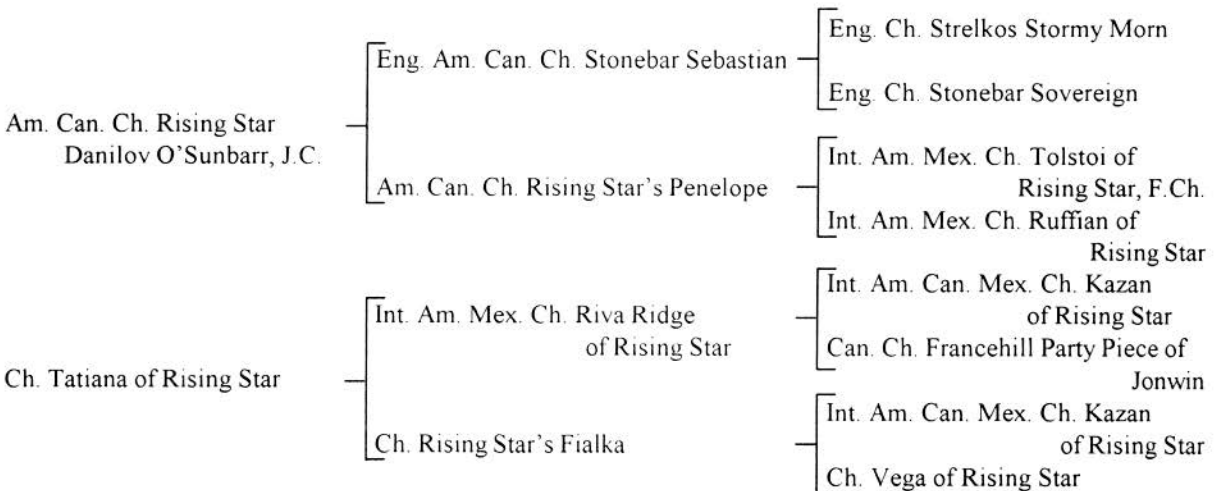 Am. Can. Ch. Rising Star
Danilov O'Sunbarr, J.C.
Eng. Am. Can. Ch. Stonebar Sebastian
Eng. Ch. Strelkos Stormy Morn
Eng. Ch. Stonebar Sovereign
Am. Can. Ch. Rising Star's Penelope
Int. Am. Mex. Ch. Tolstoi of
Rising Star, F.Ch.
Int. Am. Mex. Ch. Ruffian of
Rising Star
Ch. Tatiana of Rising Star
Int. Am. Mex. Ch. Riva Ridge
of Rising Star
Int. Am. Can. Mex. Ch. Kazan
of Rising Star
Can. Ch. Francehill Party Piece of
Jonwin
Ch. Rising Star's Fialka
Int. Am. Can. Mex. Ch. Kazan
of Rising Star
Ch. Vega of Rising Star